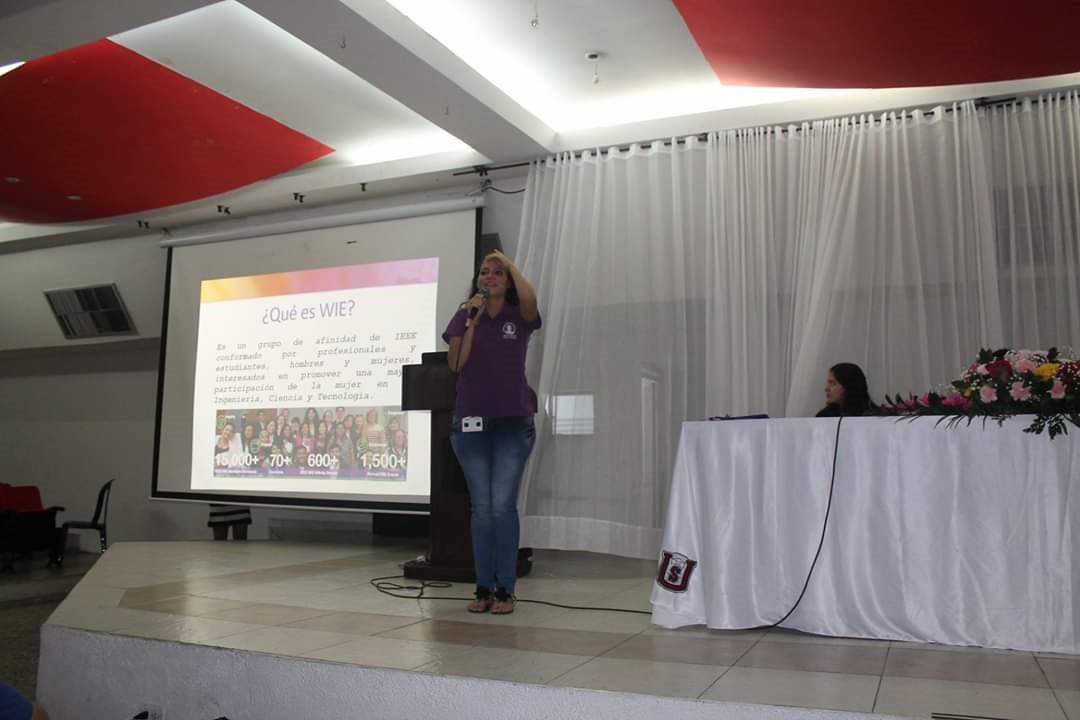 ¿Qué es WIE?
Es un grupo de afinidad de IEEE
conformado por profesionales y
estudiantes, hombres y mujeres,
interesados en promover una
participación de la mujer en
Ingeniería, Ciencia y Tecnología.
15,000+ 70+ 600+ 1,500+